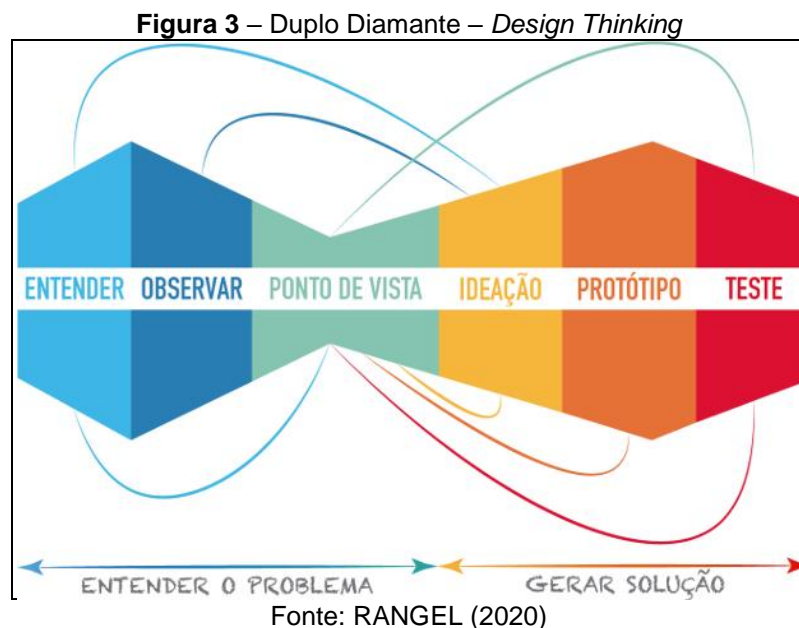 Figura 3 – Duplo Diamante – Design Thinking
ENTENDER OBSERVAR PONTO DE VISTA IDEAÇÃO PROTÓTIPO TESTE
ENTENDER O PROBLEMA GERAR SOLUÇÃO
Fonte: RANGEL (2020)